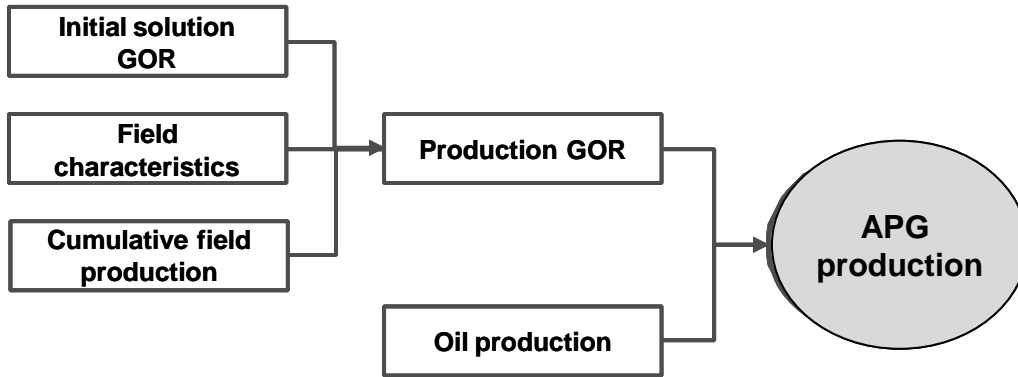 Initial solution
GOR
Field
characteristics
Cumulative field
production
Production GOR
Oil production
APG
production